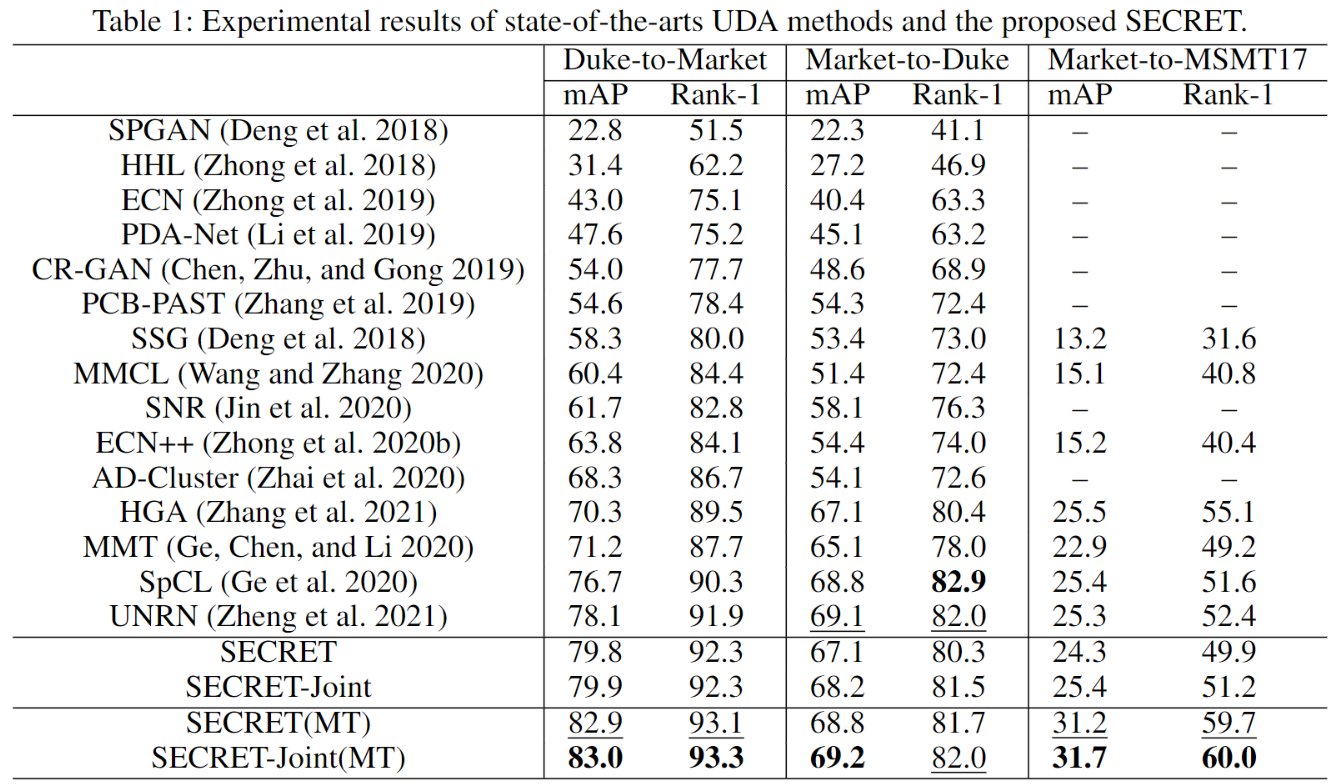 Table 1: Experimental results of state-of-the-arts UDA methods and the proposed SECRET.
Duke-to-Market Market-to-Duke Market-to-MSMT17
mAP Rank-1 mAP Rank-1 mAP Rank-1
SPGAN (Deng et al. 2018) 22.8 51.5 22.3 41.1 – –
HHL (Zhong et al. 2018) 31.4 62.2 27.2 46.9 – –
ECN (Zhong et al. 2019) 43.0 75.1 40.4 63.3 – –
PDA-Net (Li et al. 2019) 47.6 75.2 45.1 63.2 – –
CR-GAN (Chen, Zhu, and Gong 2019) 54.0 77.7 48.6 68.9 – –
PCB-PAST (Zhang et al. 2019) 54.6 78.4 54.3 72.4 – –
SSG (Deng et al. 2018) 58.3 80.0 53.4 73.0 13.2 31.6
MMCL (Wang and Zhang 2020) 60.4 84.4 51.4 72.4 15.1 40.8
SNR (Jin et al. 2020) 61.7 82.8 58.1 76.3 – –
ECN++ (Zhong et al. 2020b) 63.8 84.1 54.4 74.0 15.2 40.4
AD-Cluster (Zhai et al. 2020) 68.3 86.7 54.1 72.6 – –
HGA (Zhang et al. 2021) 70.3 89.5 67.1 80.4 25.5 55.1
MMT (Ge, Chen, and Li 2020) 71.2 87.7 65.1 78.0 22.9 49.2
SpCL (Ge et al. 2020) 76.7 90.3 68.8 82.9 25.4 51.6
UNRN (Zheng et al. 2021) 78.1 91.9 69.1 82.0 25.3 52.4
SECRET 79.8 92.3 67.1 80.3 24.3 49.9
SECRET-Joint 79.9 92.3 68.2 81.5 25.4 51.2
SECRET(MT) 82.9 93.1 68.8 81.7 31.2 59.7
SECRET-Joint(MT) 83.0 93.3 69.2 82.0 31.7 60.0